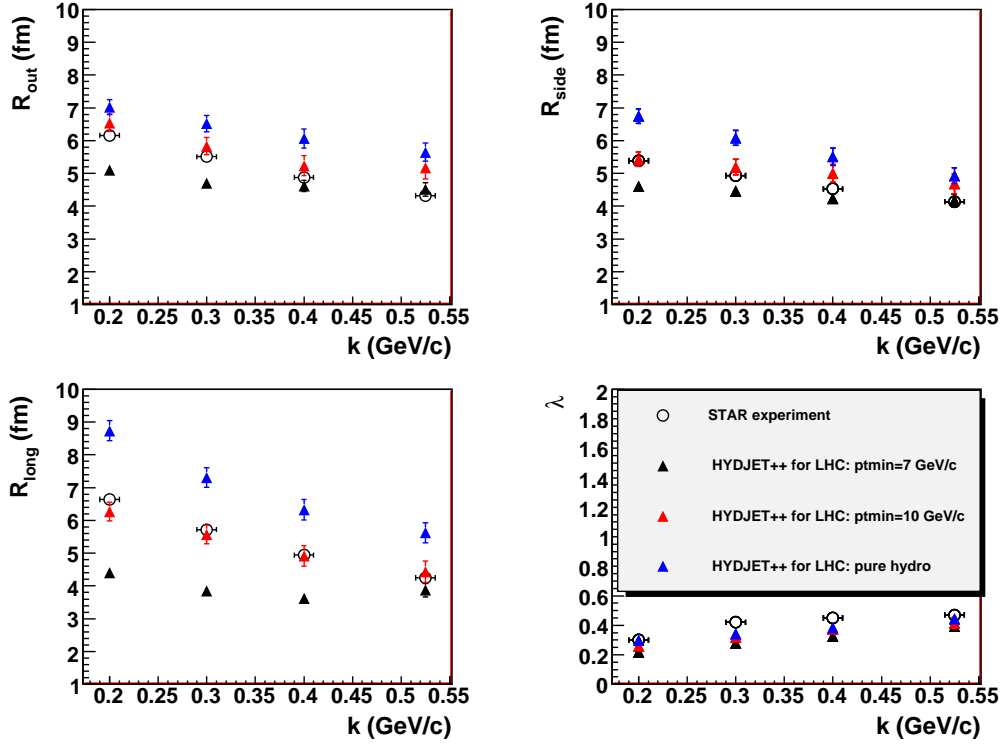 R_out (fm)
10
9
8
7
6
5
4
3
2
1
0.2 0.25 0.3 0.35 0.4 0.45 0.5 0.55
k (GeV/c)
R_side (fm)
10
9
8
7
6
5
4
3
2
1
0.2 0.25 0.3 0.35 0.4 0.45 0.5 0.55
k (GeV/c)
R_long (fm)
10
9
8
7
6
5
4
3
2
1
0.2 0.25 0.3 0.35 0.4 0.45 0.5 0.55
k (GeV/c)
λ
2
1.8
1.6
1.4
1.2
1
0.8
0.6
0.4
0.2
0
STAR experiment
HYDJET++ for LHC: ptmin=7 GeV/c
HYDJET++ for LHC: ptmin=10 GeV/c
HYDJET++ for LHC: pure hydro
0.2 0.25 0.3 0.35 0.4 0.45 0.5 0.55
k (GeV/c)